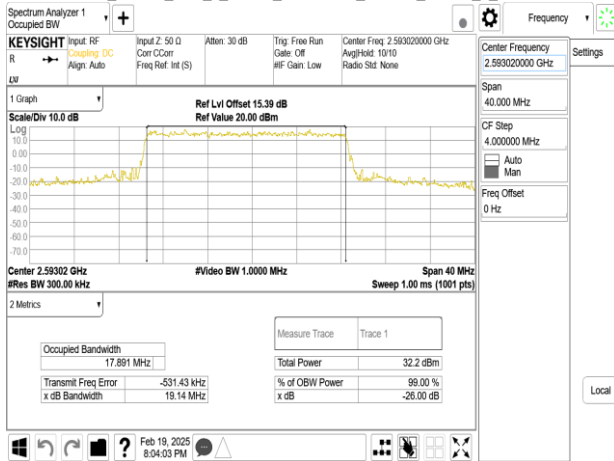 Spectrum Analyzer 1
Occupied BW
+
Frequency
KEYSIGHT
R
LXI
Input: RF
Coupling: DC
Align: Auto
Input Z: 50 Ω
Corr CCorr
Freq Ref: Int (S)
Atten: 30 dB
Trig: Free Run
Gate: Off
#IF Gain: Low
Center Freq: 2.593020000 GHz
Avg|Hold: 10/10
Radio Std: None
Center Frequency
2.593020000 GHz
Settings
Span
40.000 MHz
CF Step
4.000000 MHz
Auto
Man
Freq Offset
0 Hz
Local
1 Graph
Scale/Div 10.0 dB
Ref Lvl Offset 15.39 dB
Ref Value 20.00 dBm
Log
10.0
0.00
-10.0
-20.0
-30.0
-40.0
-50.0
-60.0
-70.0
Center 2.59302 GHz
#Video BW 1.0000 MHz
Span 40 MHz
#Res BW 300.00 kHz
Sweep 1.00 ms (1001 pts)
2 Metrics
Measure Trace
Trace 1
Occupied Bandwidth
17.891 MHz
Total Power
32.2 dBm
Transmit Freq Error
-531.43 kHz
% of OBW Power
99.00 %
x dB Bandwidth
19.14 MHz
x dB
-26.00 dB
?
Feb 19, 2025
8:04:03 PM